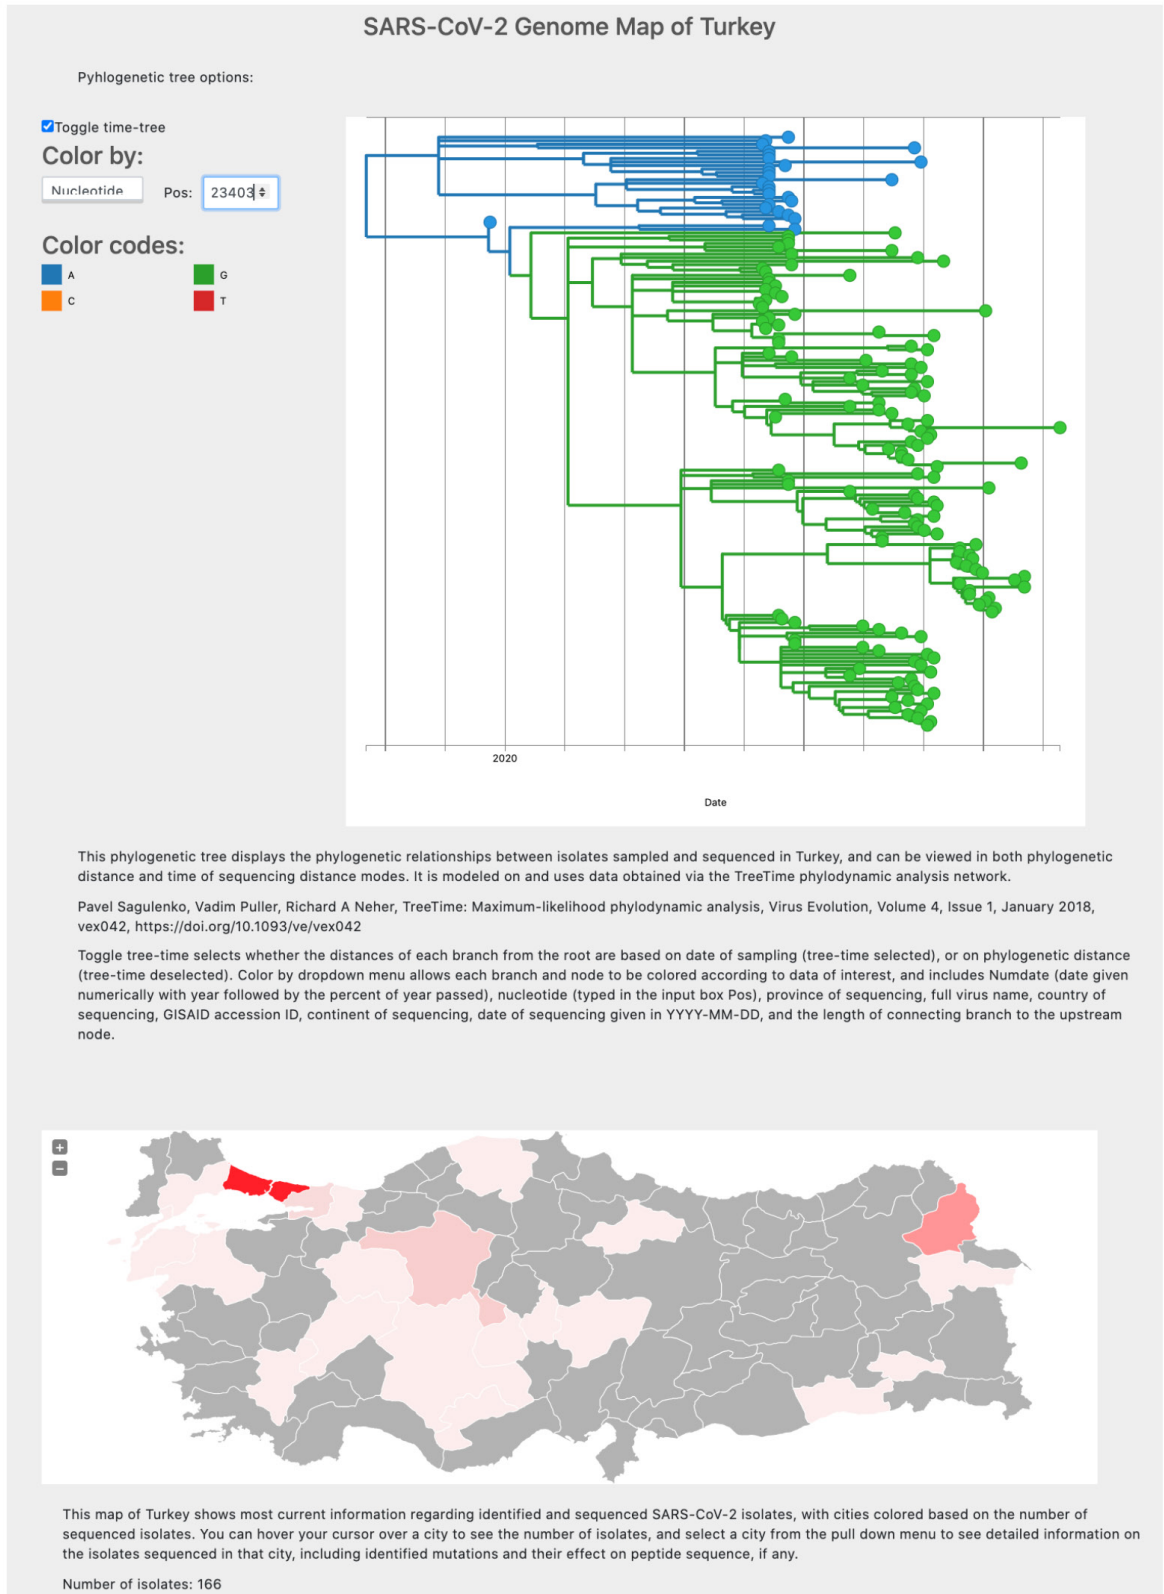 SARS-CoV-2 Genome Map of Turkey
Pyhlogenetic tree options:
Toggle time-tree
Color by:
Nucleotide
Pos:
23403
Color codes:
A
G
C
T
2020
Date
This phylogenetic tree displays the phylogenetic relationships between isolates sampled and sequenced in Turkey, and can be viewed in both phylogenetic
distance and time of sequencing distance modes. It is modeled on and uses data obtained via the TreeTime phylodynamic analysis network.
Pavel Sagulenko, Vadim Puller, Richard A Neher, TreeTime: Maximum-likelihood phylodynamic analysis, Virus Evolution, Volume 4, Issue 1, January 2018,
vex042, https://doi.org/10.1093/ve/vex042
Toggle tree-time selects whether the distances of each branch from the root are based on date of sampling (tree-time selected), or on phylogenetic distance
(tree-time deselected). Color by dropdown menu allows each branch and node to be colored according to data of interest, and includes Numdate (date given
numerically with year followed by the percent of year passed), nucleotide (typed in the input box Pos), province of sequencing, full virus name, country of
sequencing, GISAID accession ID, continent of sequencing, date of sequencing given in YYYY-MM-DD, and the length of connecting branch to the upstream
node.
+
−
This map of Turkey shows most current information regarding identified and sequenced SARS-CoV-2 isolates, with cities colored based on the number of
sequenced isolates. You can hover your cursor over a city to see the number of isolates, and select a city from the pull down menu to see detailed information on
the isolates sequenced in that city, including identified mutations and their effect on peptide sequence, if any.
Number of isolates: 166